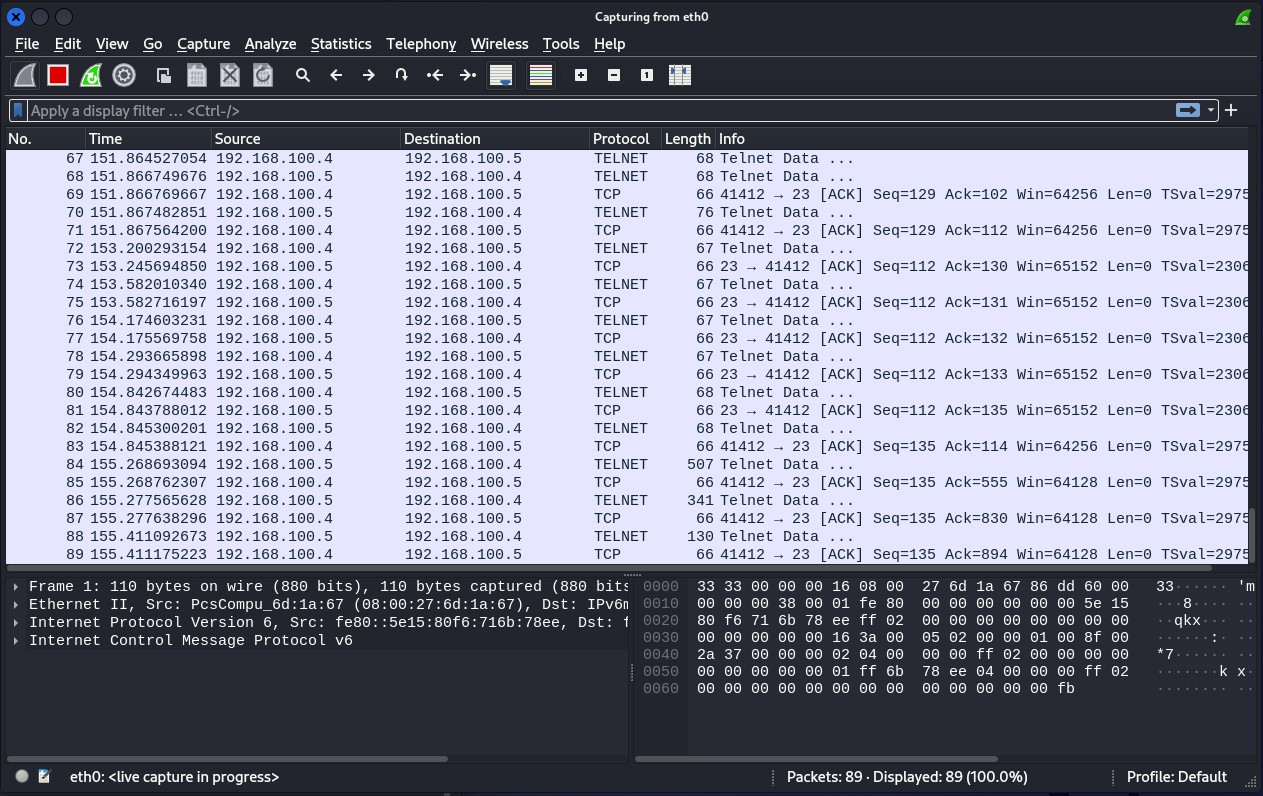 Capturing from eth0
File Edit View Go Capture Analyze Statistics Telephony Wireless Tools Help
Apply a display filter … <Ctrl-/>
No. Time Source Destination Protocol Length Info
67 151.864527054 192.168.100.4 192.168.100.5 TELNET 68 Telnet Data ...
68 151.866749676 192.168.100.5 192.168.100.4 TELNET 68 Telnet Data ...
69 151.866769667 192.168.100.4 192.168.100.5 TCP 66 41412 → 23 [ACK] Seq=129 Ack=102 Win=64256 Len=0 TSval=2975
70 151.867482851 192.168.100.5 192.168.100.4 TELNET 76 Telnet Data ...
71 151.867564200 192.168.100.4 192.168.100.5 TCP 66 41412 → 23 [ACK] Seq=129 Ack=112 Win=64256 Len=0 TSval=2975
72 153.200293154 192.168.100.4 192.168.100.5 TELNET 67 Telnet Data ...
73 153.245694850 192.168.100.5 192.168.100.4 TCP 66 23 → 41412 [ACK] Seq=112 Ack=130 Win=65152 Len=0 TSval=2306
74 153.582010340 192.168.100.4 192.168.100.5 TELNET 67 Telnet Data ...
75 153.582716197 192.168.100.5 192.168.100.4 TCP 66 23 → 41412 [ACK] Seq=112 Ack=131 Win=65152 Len=0 TSval=2306
76 154.174603231 192.168.100.4 192.168.100.5 TELNET 67 Telnet Data ...
77 154.175569758 192.168.100.5 192.168.100.4 TCP 66 23 → 41412 [ACK] Seq=112 Ack=132 Win=65152 Len=0 TSval=2306
78 154.293665898 192.168.100.4 192.168.100.5 TELNET 67 Telnet Data ...
79 154.294349963 192.168.100.5 192.168.100.4 TCP 66 23 → 41412 [ACK] Seq=112 Ack=133 Win=65152 Len=0 TSval=2306
80 154.842674483 192.168.100.4 192.168.100.5 TELNET 68 Telnet Data ...
81 154.843788012 192.168.100.5 192.168.100.4 TCP 66 23 → 41412 [ACK] Seq=112 Ack=135 Win=65152 Len=0 TSval=2306
82 154.845300201 192.168.100.5 192.168.100.4 TELNET 68 Telnet Data ...
83 154.845388121 192.168.100.4 192.168.100.5 TCP 66 41412 → 23 [ACK] Seq=135 Ack=114 Win=64256 Len=0 TSval=2975
84 155.268693094 192.168.100.5 192.168.100.4 TELNET 507 Telnet Data ...
85 155.268762307 192.168.100.4 192.168.100.5 TCP 66 41412 → 23 [ACK] Seq=135 Ack=555 Win=64128 Len=0 TSval=2975
86 155.277565628 192.168.100.5 192.168.100.4 TELNET 341 Telnet Data ...
87 155.277638296 192.168.100.4 192.168.100.5 TCP 66 41412 → 23 [ACK] Seq=135 Ack=830 Win=64128 Len=0 TSval=2975
88 155.411092673 192.168.100.5 192.168.100.4 TELNET 130 Telnet Data ...
89 155.411175223 192.168.100.4 192.168.100.5 TCP 66 41412 → 23 [ACK] Seq=135 Ack=894 Win=64128 Len=0 TSval=2975
Frame 1: 110 bytes on wire (880 bits), 110 bytes captured (880 bits
Ethernet II, Src: PcsCompu_6d:1a:67 (08:00:27:6d:1a:67), Dst: IPv6m
Internet Protocol Version 6, Src: fe80::5e15:80f6:716b:78ee, Dst: f
Internet Control Message Protocol v6
0000 33 33 00 00 00 16 08 00 27 6d 1a 67 86 dd 60 00 33······ 'm
0010 00 00 00 38 00 01 fe 80 00 00 00 00 00 00 5e 15 ···8···· ··
0020 80 f6 71 6b 78 ee ff 02 00 00 00 00 00 00 00 00 ··qkx··· ··
0030 00 00 00 00 00 16 3a 00 05 02 00 00 01 00 8f 00 ······:· ··
0040 2a 37 00 00 00 02 04 00 00 00 ff 02 00 00 00 00 *7······ ··
0050 00 00 00 00 00 01 ff 6b 78 ee 04 00 00 00 ff 02 ·······k x·
0060 00 00 00 00 00 00 00 00 00 00 00 00 00 fb ········ ··
eth0: <live capture in progress>
Packets: 89 · Displayed: 89 (100.0%)
Profile: Default